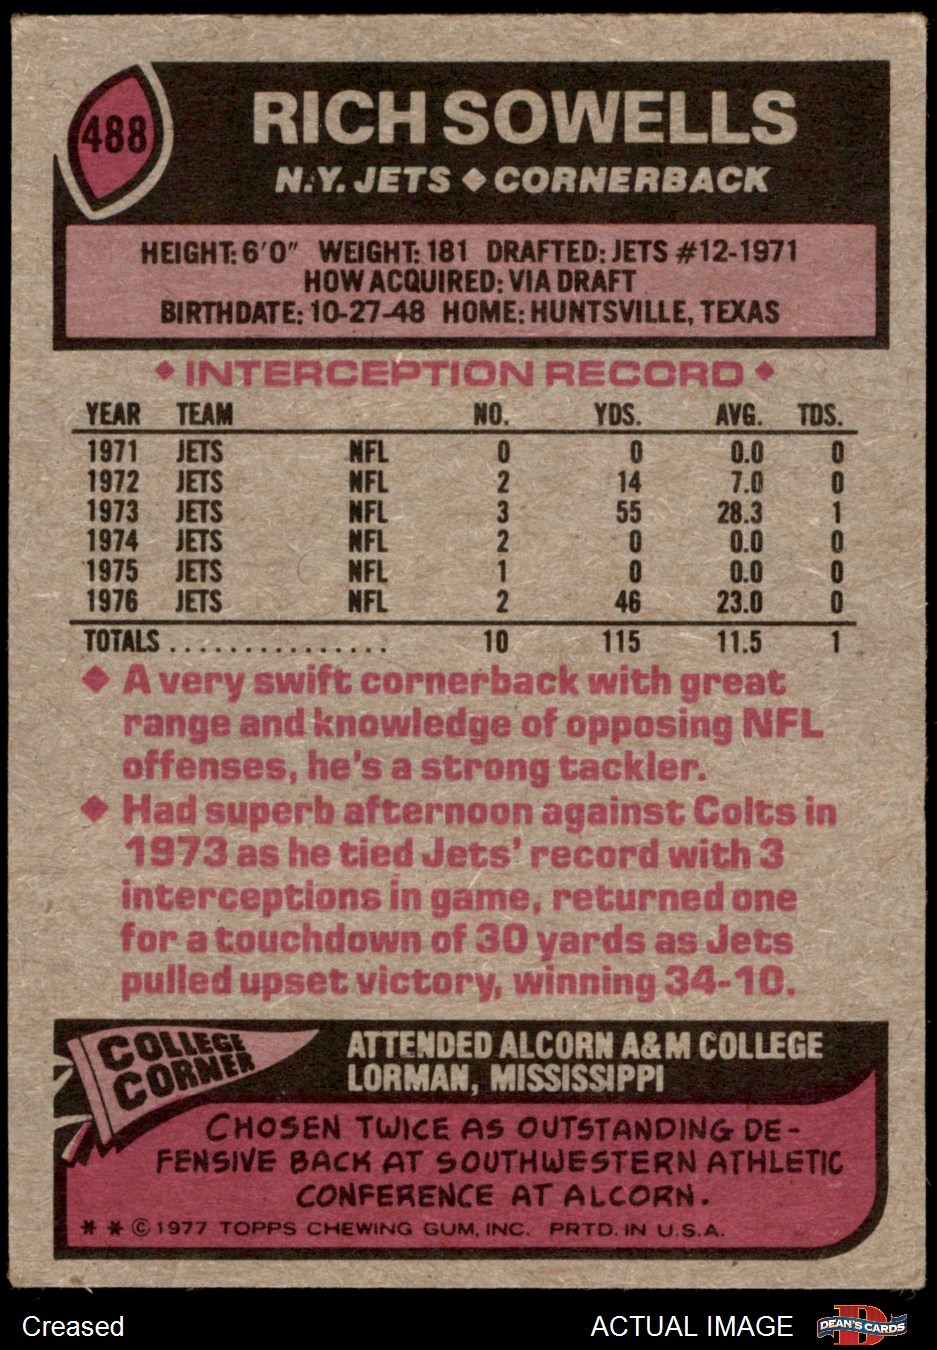 488
RICH SOWELLS
N.Y. JETS ◆ CORNERBACK
HEIGHT: 6'0" WEIGHT: 181 DRAFTED: JETS #12-1971
HOW ACQUIRED: VIA DRAFT
BIRTHDATE: 10-27-48 HOME: HUNTSVILLE, TEXAS
◆ INTERCEPTION RECORD ◆
YEAR TEAM NO. YDS. AVG. TDS.
1971 JETS NFL 0 0 0.0 0
1972 JETS NFL 2 14 7.0 0
1973 JETS NFL 3 55 28.3 1
1974 JETS NFL 2 0 0.0 0
1975 JETS NFL 1 0 0.0 0
1976 JETS NFL 2 46 23.0 0
TOTALS ............... 10 115 11.5 1
◆ A very swift cornerback with great
range and knowledge of opposing NFL
offenses, he's a strong tackler.
◆ Had superb afternoon against Colts in
1973 as he tied Jets' record with 3
interceptions in game, returned one
for a touchdown of 30 yards as Jets
pulled upset victory, winning 34-10.
COLLEGE
CORNER
ATTENDED ALCORN A&M COLLEGE
LORMAN, MISSISSIPPI
CHOSEN TWICE AS OUTSTANDING DE-
FENSIVE BACK AT SOUTHWESTERN ATHLETIC
CONFERENCE AT ALCORN.
* * © 1977 TOPPS CHEWING GUM, INC. PRTD. IN U.S.A.
Creased
ACTUAL IMAGE
D
DEAN'S CARDS